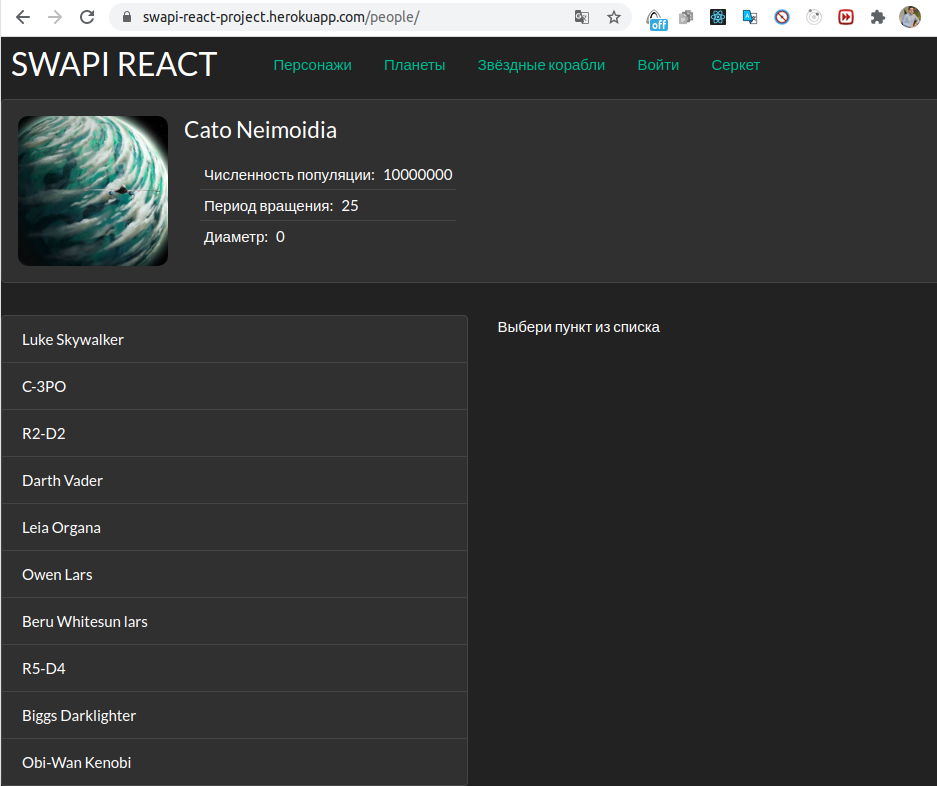 swapi-react-project.herokuapp.com/people/
off
SWAPI REACT
Персонажи Планеты Звёздные корабли Войти Серкет
Cato Neimoidia
Численность популяции: 10000000
Период вращения: 25
Диаметр: 0
Выбери пункт из списка
Luke Skywalker
C-3PO
R2-D2
Darth Vader
Leia Organa
Owen Lars
Beru Whitesun lars
R5-D4
Biggs Darklighter
Obi-Wan Kenobi